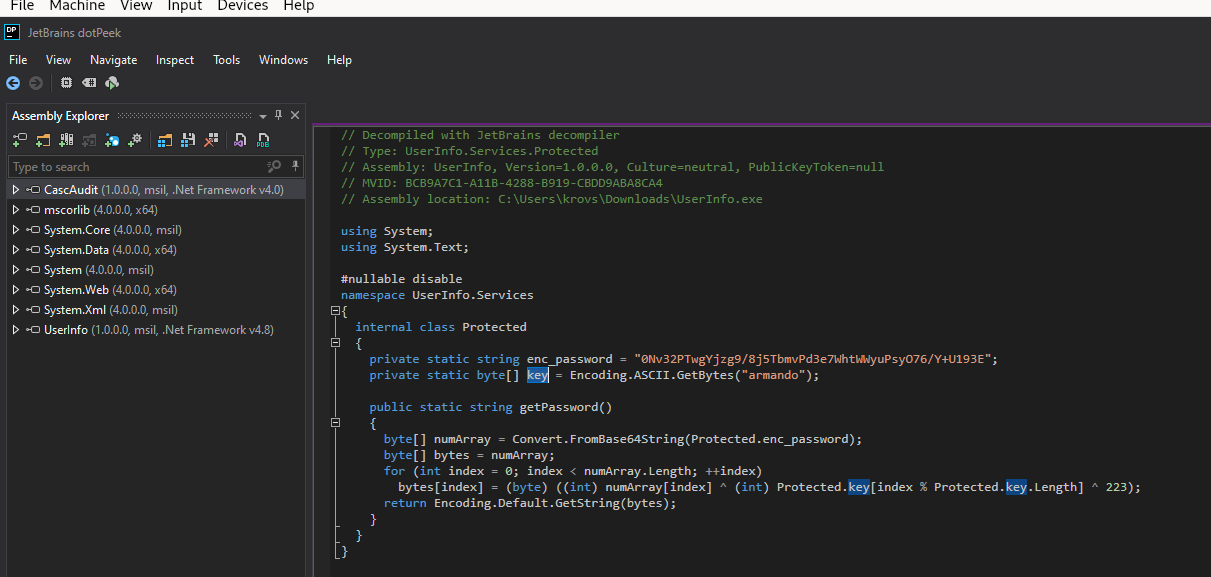 File Machine View Input Devices Help
DP JetBrains dotPeek
File View Navigate Inspect Tools Windows Help
Assembly Explorer
Type to search
CascAudit (1.0.0.0, msil, .Net Framework v4.0)
mscorlib (4.0.0.0, x64)
System.Core (4.0.0.0, msil)
System.Data (4.0.0.0, x64)
System (4.0.0.0, msil)
System.Web (4.0.0.0, x64)
System.Xml (4.0.0.0, msil)
UserInfo (1.0.0.0, msil, .Net Framework v4.8)
// Decompiled with JetBrains decompiler
// Type: UserInfo.Services.Protected
// Assembly: UserInfo, Version=1.0.0.0, Culture=neutral, PublicKeyToken=null
// MVID: BCB9A7C1-A11B-4288-B919-CBDD9ABA8CA4
// Assembly location: C:\Users\krovs\Downloads\UserInfo.exe
using System;
using System.Text;
#nullable disable
namespace UserInfo.Services
{
internal class Protected
{
private static string enc_password = "0Nv32PTwgYjzg9/8j5TbmvPd3e7WhtWWyuPsyO76/Y+U193E";
private static byte[] key = Encoding.ASCII.GetBytes("armando");
public static string getPassword()
{
byte[] numArray = Convert.FromBase64String(Protected.enc_password);
byte[] bytes = numArray;
for (int index = 0; index < numArray.Length; ++index)
bytes[index] = (byte) ((int) numArray[index] ^ (int) Protected.key[index % Protected.key.Length] ^ 223);
return Encoding.Default.GetString(bytes);
}
}
}